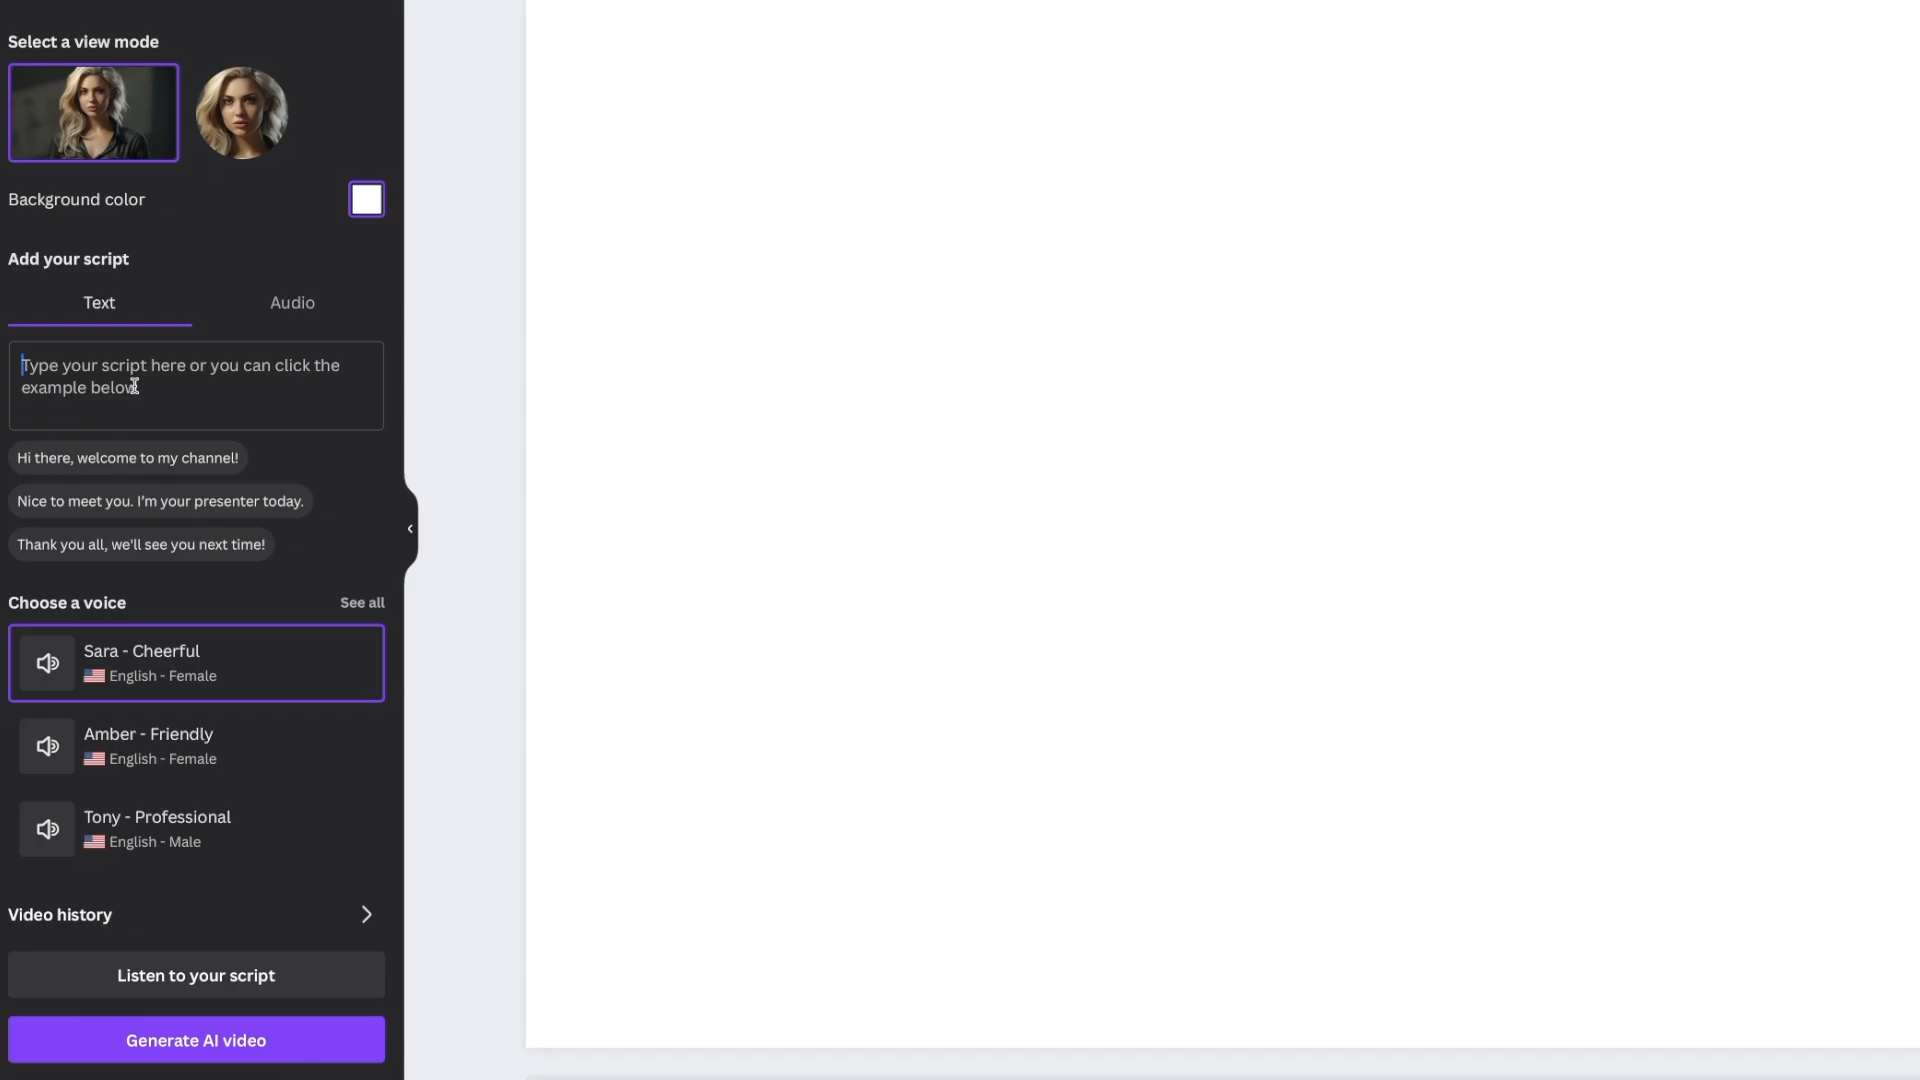 Select a view mode
Background color
Add your script
Text
Audio
Type your script here or you can click the
example below
Hi there, welcome to my channel!
Nice to meet you. I'm your presenter today.
Thank you all, we'll see you next time!
Choose a voice
See all
Sara - Cheerful
English - Female
Amber - Friendly
English - Female
Tony - Professional
English - Male
Video history
Listen to your script
Generate AI video